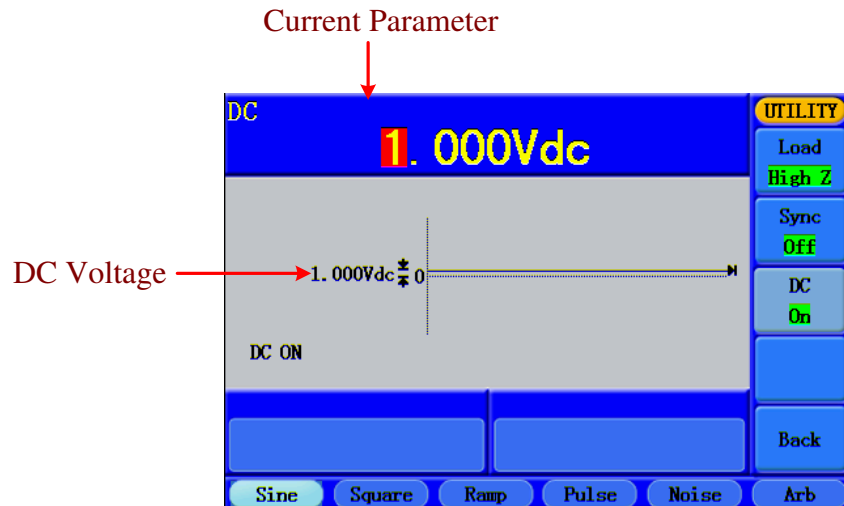 Current Parameter
DC
1.000Vdc
UTILITY
Load
High Z
Sync
Off
DC
On
Back
DC Voltage
1.000Vdc
0
DC ON
Sine
Square
Ramp
Pulse
Noise
Arb